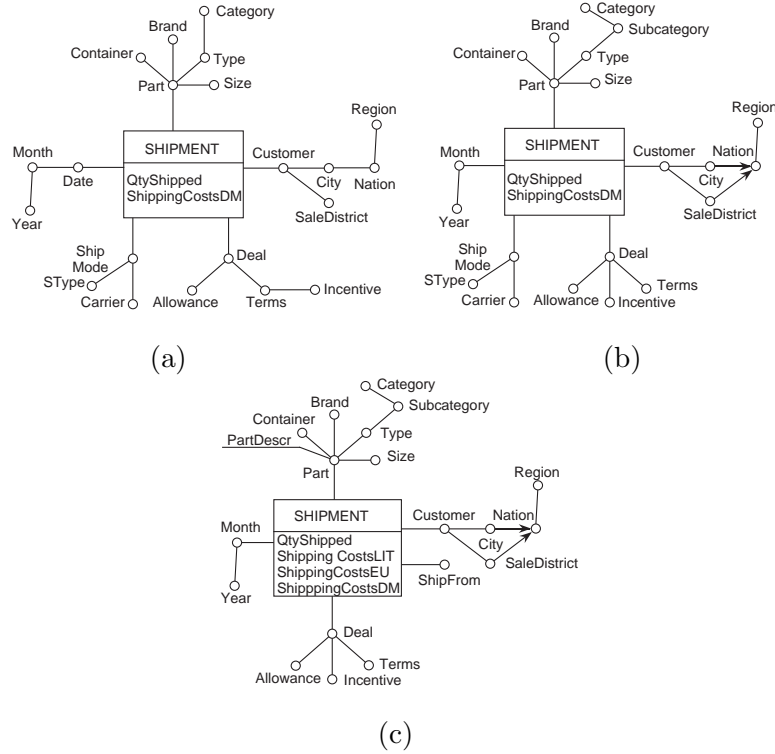 Category
Brand
Container
Type
Part
Size
SHIPMENT
QtyShipped
ShippingCostsDM
Month
Date
Year
Customer
City
Nation
Region
SaleDistrict
Ship
Mode
SType
Carrier
Deal
Allowance
Terms
Incentive
(a)
Category
Subcategory
Brand
Container
Type
Part
Size
SHIPMENT
QtyShipped
ShippingCostsDM
Month
Year
Customer
Nation
City
Region
SaleDistrict
Ship
Mode
SType
Carrier
Deal
Terms
Allowance
Incentive
(b)
Category
Subcategory
Brand
Container
PartDescr
Type
Part
Size
SHIPMENT
QtyShipped
Shipping CostsLIT
ShippingCostsEU
ShipppingCostsDM
Month
Year
Customer
Nation
City
Region
SaleDistrict
ShipFrom
Deal
Terms
Allowance
Incentive
(c)